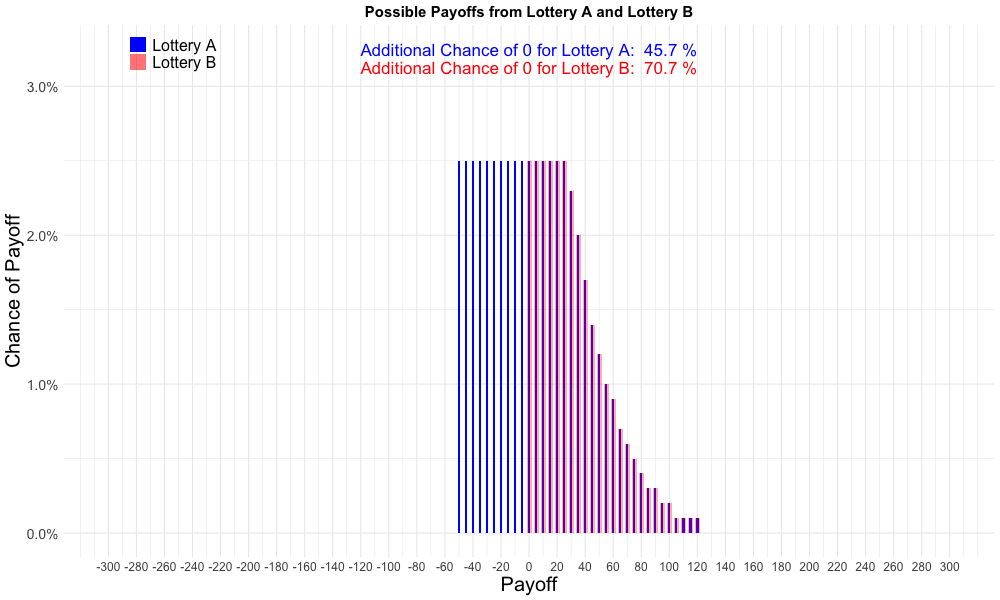 Possible Payoffs from Lottery A and Lottery B
Lottery A
Lottery B
Additional Chance of 0 for Lottery A: 45.7 %
Additional Chance of 0 for Lottery B: 70.7 %
Chance of Payoff
3.0%
2.0%
1.0%
0.0%
-300 -280 -260 -240 -220 -200 -180 -160 -140 -120 -100 -80 -60 -40 -20 0 20 40 60 80 100 120 140 160 180 200 220 240 260 280 300
Payoff